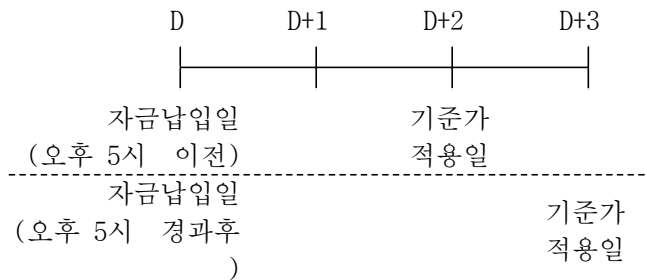 D D+1 D+2 D+3
자금납입일 기준가
(오후 5시 이전) 적용일
자금납입일
기준가
(오후 5시 경과후
적용일
)